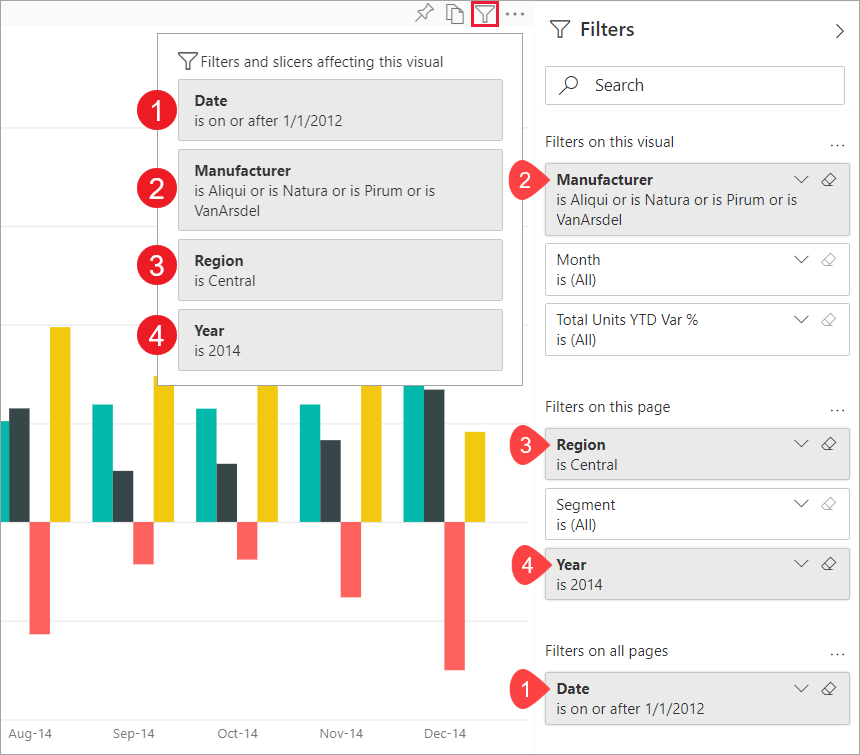 Filters and slicers affecting this visual
1
Date
is on or after 1/1/2012
2
Manufacturer
is Aliqui or is Natura or is Pirum or is
VanArsdel
3
Region
is Central
4
Year
is 2014
Aug-14
Sep-14
Oct-14
Nov-14
Dec-14
Filters
Search
Filters on this visual
2
Manufacturer
is Aliqui or is Natura or is Pirum or is
VanArsdel
Month
is (All)
Total Units YTD Var %
is (All)
Filters on this page
3
Region
is Central
Segment
is (All)
4
Year
is 2014
Filters on all pages
1
Date
is on or after 1/1/2012